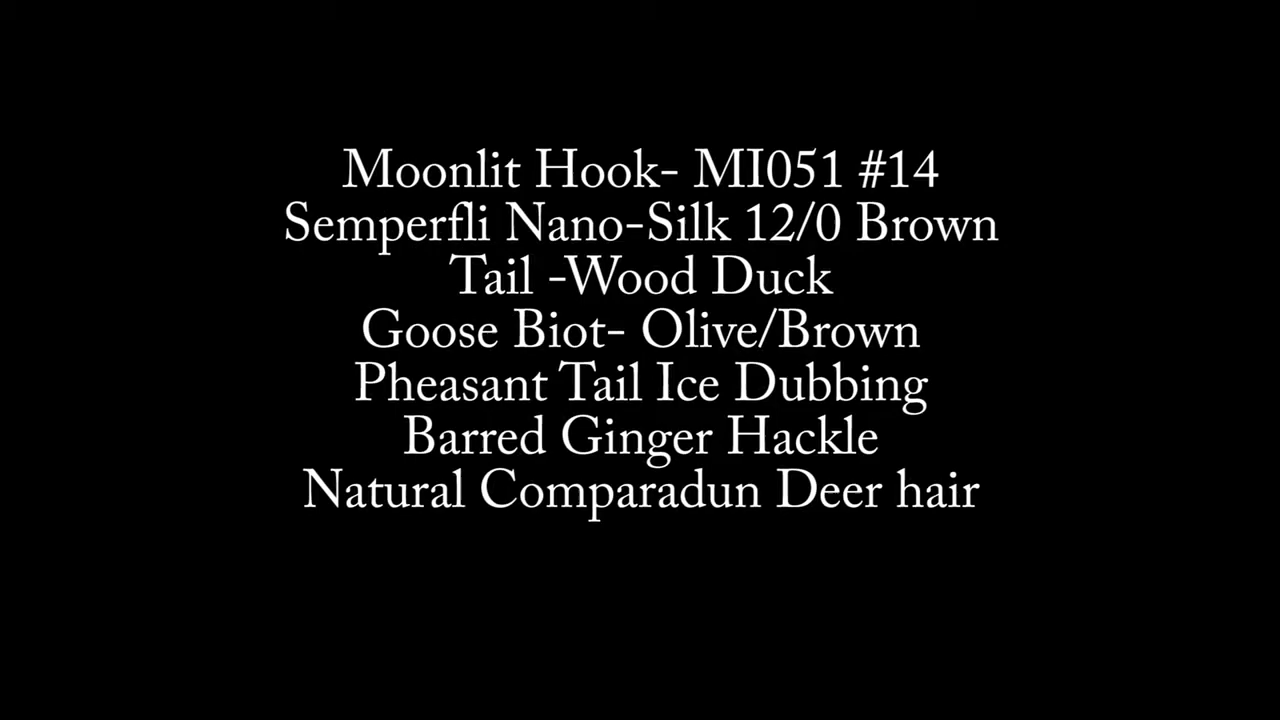 Moonlit Hook- MI051 #14
Semperfli Nano-Silk 12/0 Brown
Tail -Wood Duck
Goose Biot- Olive/Brown
Pheasant Tail Ice Dubbing
Barred Ginger Hackle
Natural Comparadun Deer hair